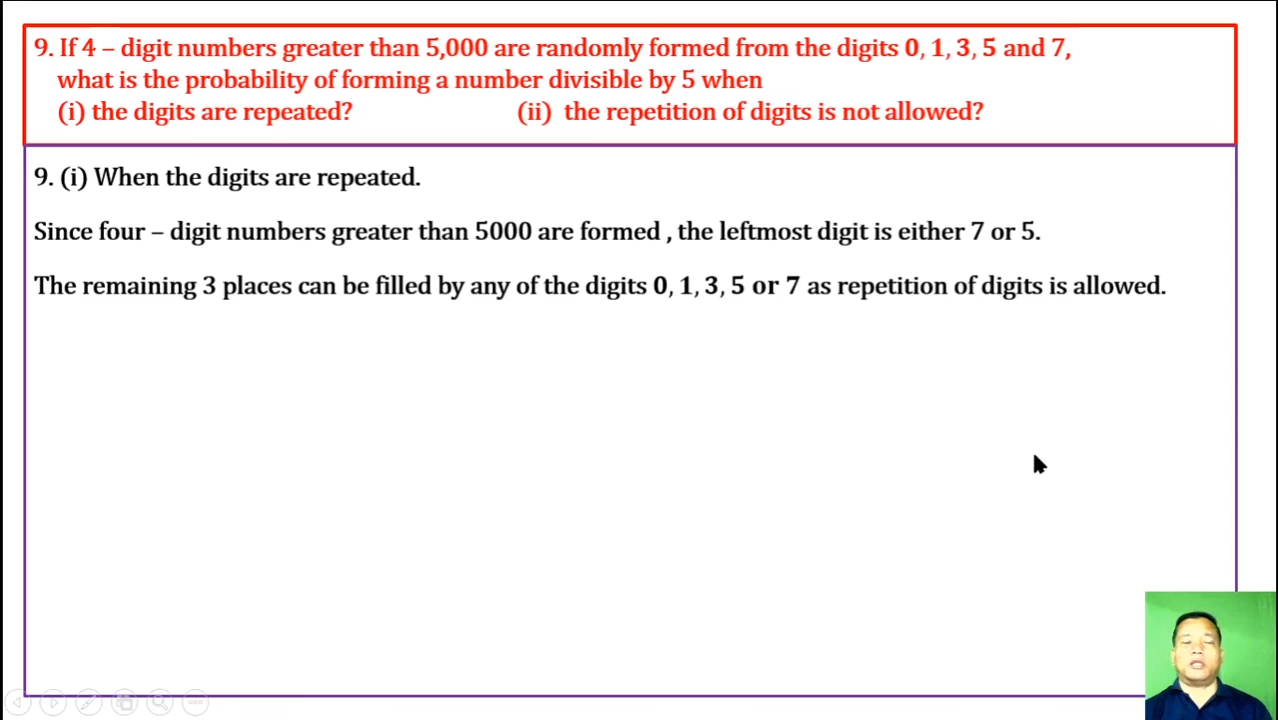 9. If 4 – digit numbers greater than 5,000 are randomly formed from the digits 0, 1, 3, 5 and 7,
what is the probability of forming a number divisible by 5 when
(i) the digits are repeated? (ii) the repetition of digits is not allowed?
9. (i) When the digits are repeated.
Since four – digit numbers greater than 5000 are formed , the leftmost digit is either 7 or 5.
The remaining 3 places can be filled by any of the digits 0, 1, 3, 5 or 7 as repetition of digits is allowed.